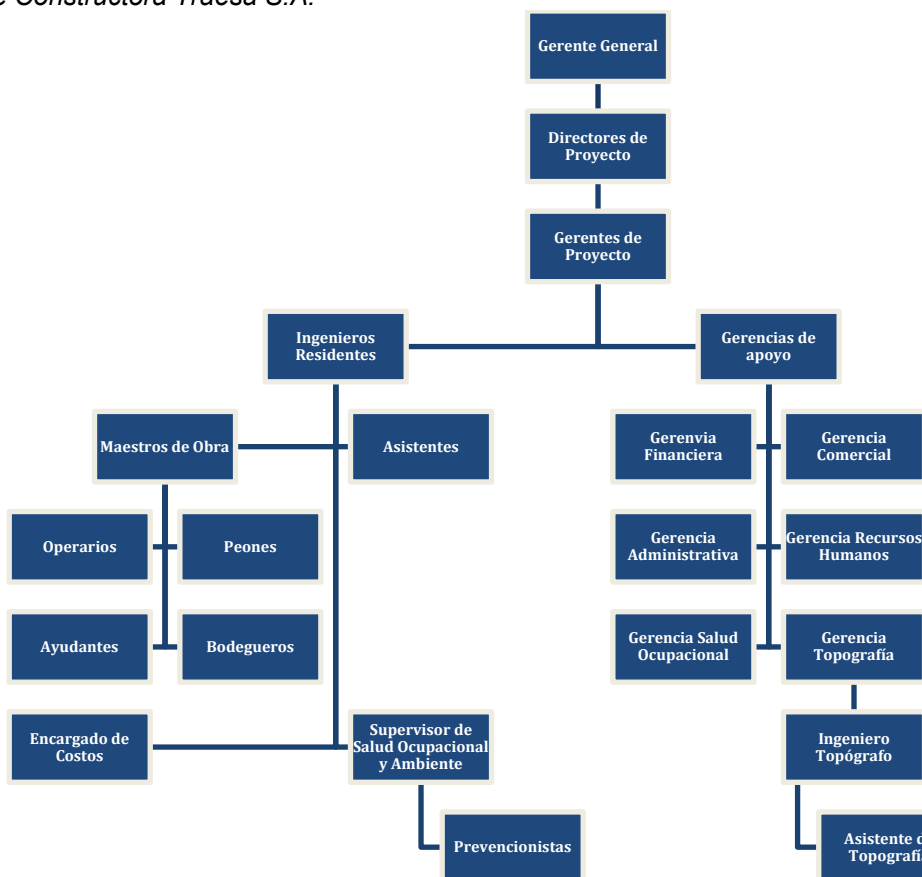 Constructora Traesa S.A.
Gerente General
Directores de
Proyecto
Gerentes de
Proyecto
Ingenieros
Residentes
Gerencias de
apoyo
Maestros de Obra
Asistentes
Gerenvia
Financiera
Gerencia
Comercial
Operarios
Peones
Gerencia
Administrativa
Gerencia Recursos
Humanos
Ayudantes
Bodegueros
Gerencia Salud
Ocupacional
Gerencia
Topografía
Encargado de
Costos
Supervisor de
Salud Ocupacional
y Ambiente
Ingeniero
Topógrafo
Prevencionistas
Asistente d
Topografí